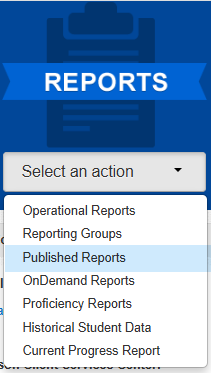 REPORTS
Select an action
Operational Reports
Reporting Groups
Published Reports
OnDemand Reports
Proficiency Reports
Historical Student Data
Current Progress Report